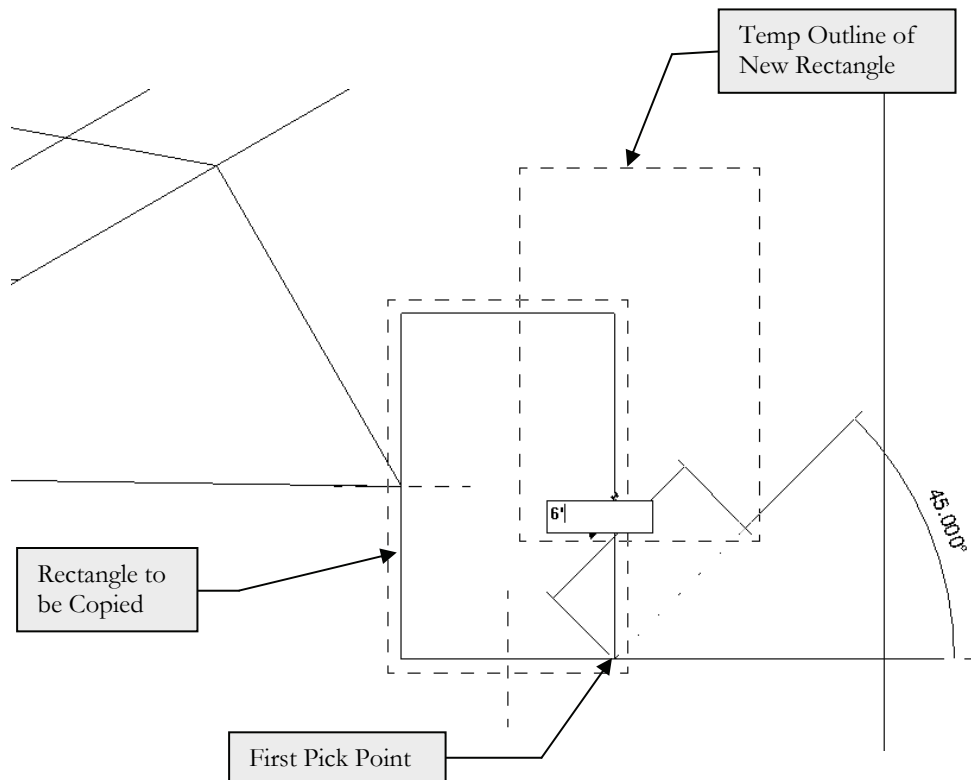 Temp Outline of
New Rectangle
6'
45.000°
Rectangle to
be Copied
First Pick Point